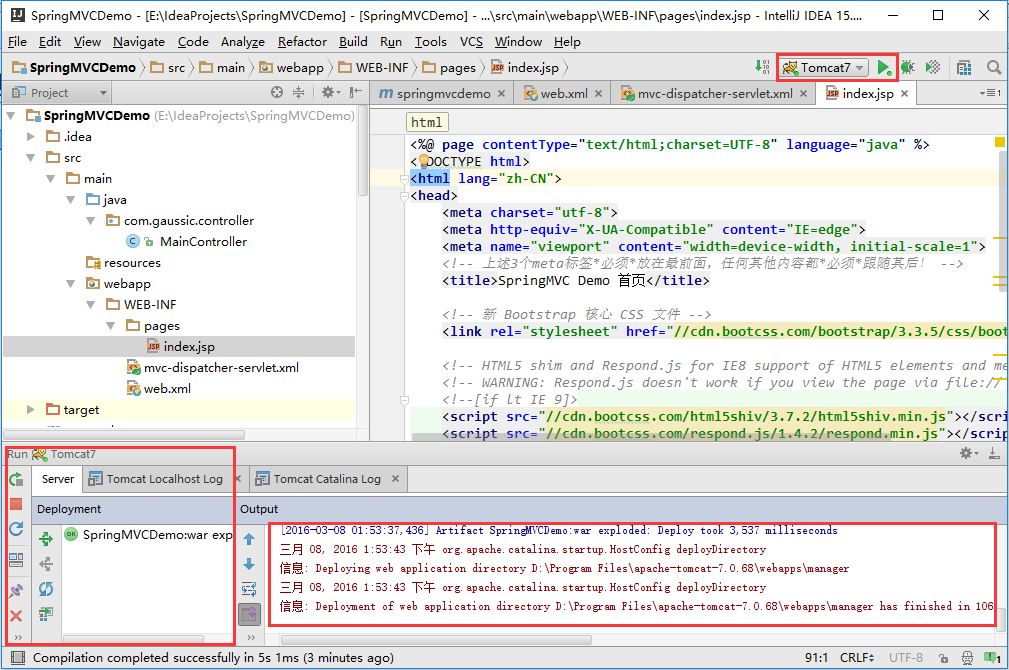 SpringMVCDemo - [E:\IdeaProjects\SpringMVCDemo] - [SpringMVCDemo] - ...\src\main\webapp\WEB-INF\pages\index.jsp - IntelliJ IDEA 15....
File Edit View Navigate Code Analyze Refactor Build Run Tools VCS Window Help
SpringMVCDemo src main webapp WEB-INF pages index.jsp Tomcat7
Project
springmvcdemo × web.xml × mvc-dispatcher-servlet.xml × index.jsp ×
SpringMVCDemo (E:\IdeaProjects\SpringMVCDemo)
.idea
src
main
java
com.gaussic.controller
MainController
resources
webapp
WEB-INF
pages
index.jsp
mvc-dispatcher-servlet.xml
web.xml
target
html
<%@ page contentType="text/html;charset=UTF-8" language="java" %>
<!DOCTYPE html>
<html lang="zh-CN">
<head>
<meta charset="utf-8">
<meta http-equiv="X-UA-Compatible" content="IE=edge">
<meta name="viewport" content="width=device-width, initial-scale=1">
<!-- 上述3个meta标签*必须*放在最前面，任何其他内容都*必须*跟随其后！ -->
<title>SpringMVC Demo 首页</title>
<!-- 新 Bootstrap 核心 CSS 文件 -->
<link rel="stylesheet" href="//cdn.bootcss.com/bootstrap/3.3.5/css/boot
<!-- HTML5 shim and Respond.js for IE8 support of HTML5 elements and me
<!-- WARNING: Respond.js doesn't work if you view the page via file://
<!--[if lt IE 9]>
<script src="//cdn.bootcss.com/html5shiv/3.7.2/html5shiv.min.js"></scri
<script src="//cdn.bootcss.com/respond.js/1.4.2/respond.min.js"></scrip
Run Tomcat7
Server Tomcat Localhost Log × Tomcat Catalina Log ×
Deployment Output
SpringMVCDemo:war exp
[2016-03-08 01:53:37,436] Artifact SpringMVCDemo:war exploded: Deploy took 3,537 milliseconds
三月 08, 2016 1:53:43 下午 org.apache.catalina.startup.HostConfig deployDirectory
信息: Deploying web application directory D:\Program Files\apache-tomcat-7.0.68\webapps\manager
三月 08, 2016 1:53:43 下午 org.apache.catalina.startup.HostConfig deployDirectory
信息: Deployment of web application directory D:\Program Files\apache-tomcat-7.0.68\webapps\manager has finished in 106
Compilation completed successfully in 5s 1ms (3 minutes ago) 91:1 CRLF UTF-8 1